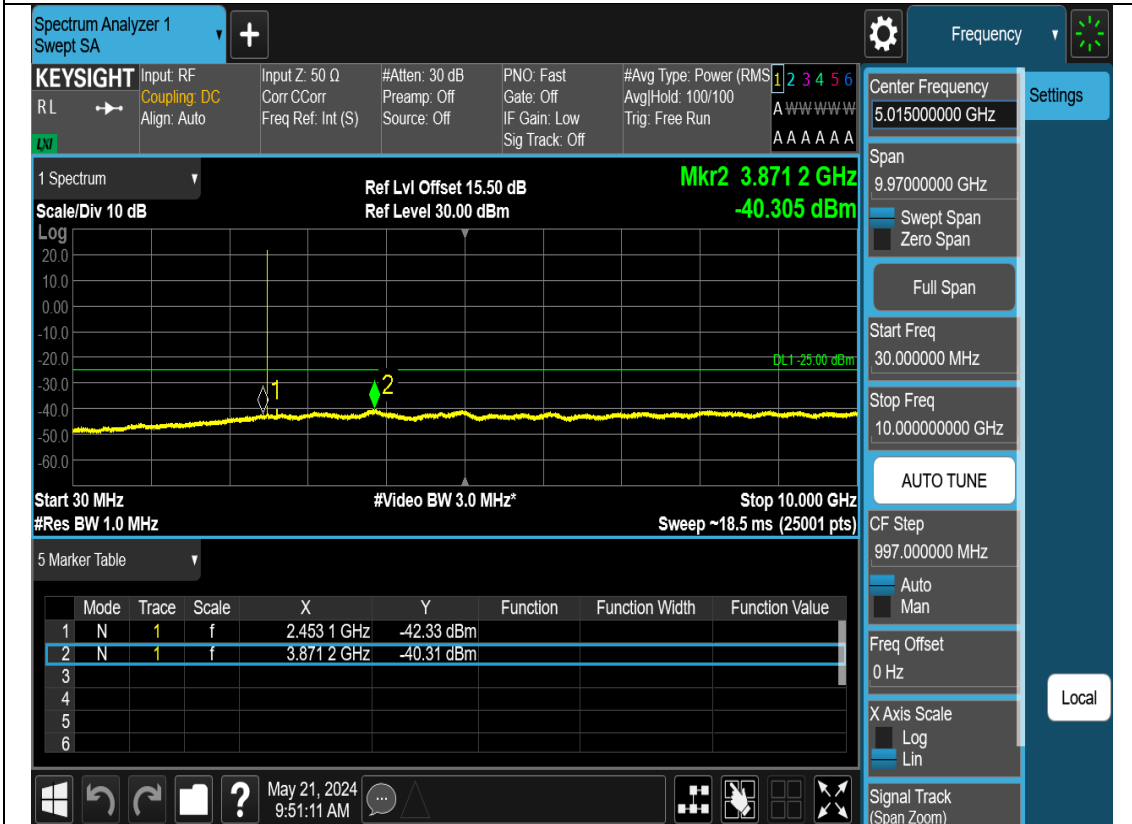 Spectrum Analyzer 1
Swept SA
+
Frequency
KEYSIGHT
RL
LXI
Input: RF
Coupling: DC
Align: Auto
Input Z: 50 Ω
Corr CCorr
Freq Ref: Int (S)
#Atten: 30 dB
Preamp: Off
Source: Off
PNO: Fast
Gate: Off
IF Gain: Low
Sig Track: Off
#Avg Type: Power (RMS
Avg|Hold: 100/100
Trig: Free Run
1 2 3 4 5 6
A W W W W W
A A A A A A
1 Spectrum
Scale/Div 10 dB
Ref Lvl Offset 15.50 dB
Ref Level 30.00 dBm
Mkr2 3.871 2 GHz
-40.305 dBm
Log
20.0
10.0
0.00
-10.0
-20.0
-30.0
-40.0
-50.0
-60.0
DL1 -25.00 dBm
1
2
Start 30 MHz
#Video BW 3.0 MHz*
Stop 10.000 GHz
#Res BW 1.0 MHz
Sweep ~18.5 ms (25001 pts)
5 Marker Table
Mode Trace Scale X Y Function Function Width Function Value
1 N 1 f 2.453 1 GHz -42.33 dBm
2 N 1 f 3.871 2 GHz -40.31 dBm
3
4
5
6
?
May 21, 2024
9:51:11 AM
Center Frequency
5.015000000 GHz
Settings
Span
9.97000000 GHz
Swept Span
Zero Span
Full Span
Start Freq
30.000000 MHz
Stop Freq
10.000000000 GHz
AUTO TUNE
CF Step
997.000000 MHz
Auto
Man
Freq Offset
0 Hz
Local
X Axis Scale
Log
Lin
Signal Track
(Span Zoom)